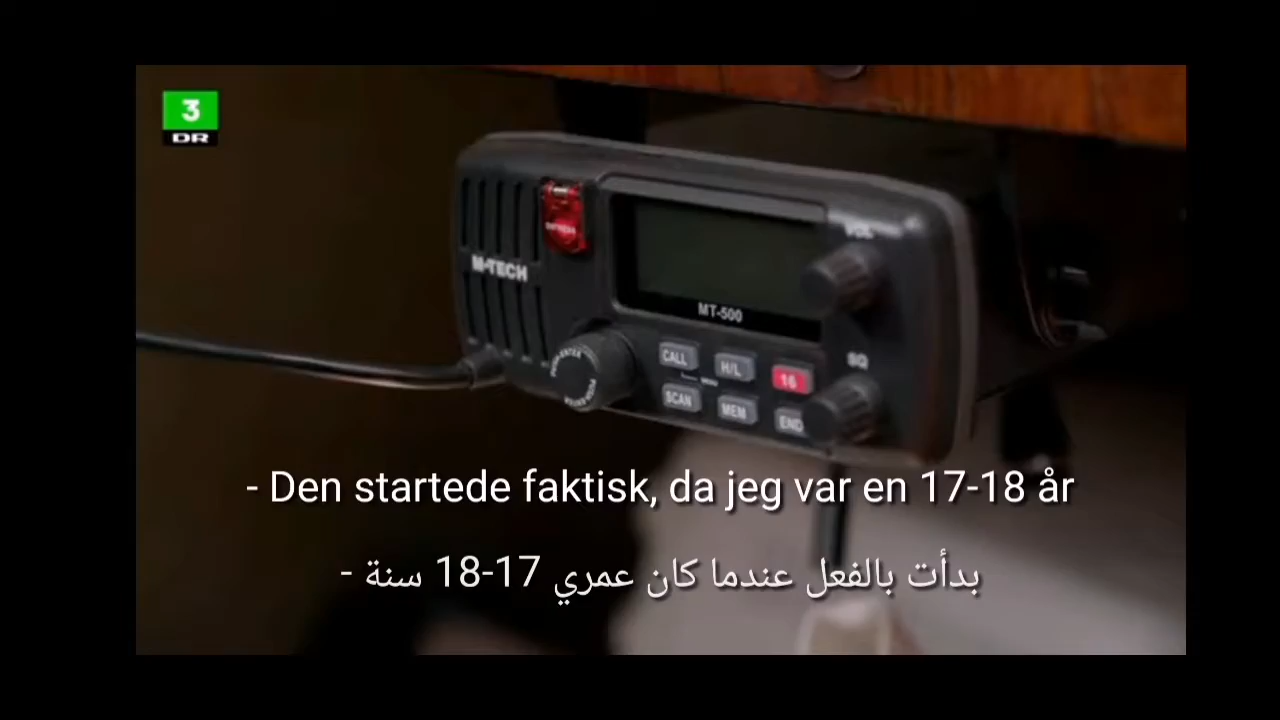 3
DR
M-TECH
VOL
MT-500
SQ
CALL
H/L
16
SCAN
MEM
END
- Den startede faktisk, da jeg var en 17-18 år
بدأت بالفعل عندما كان عمري 17-18 سنة -